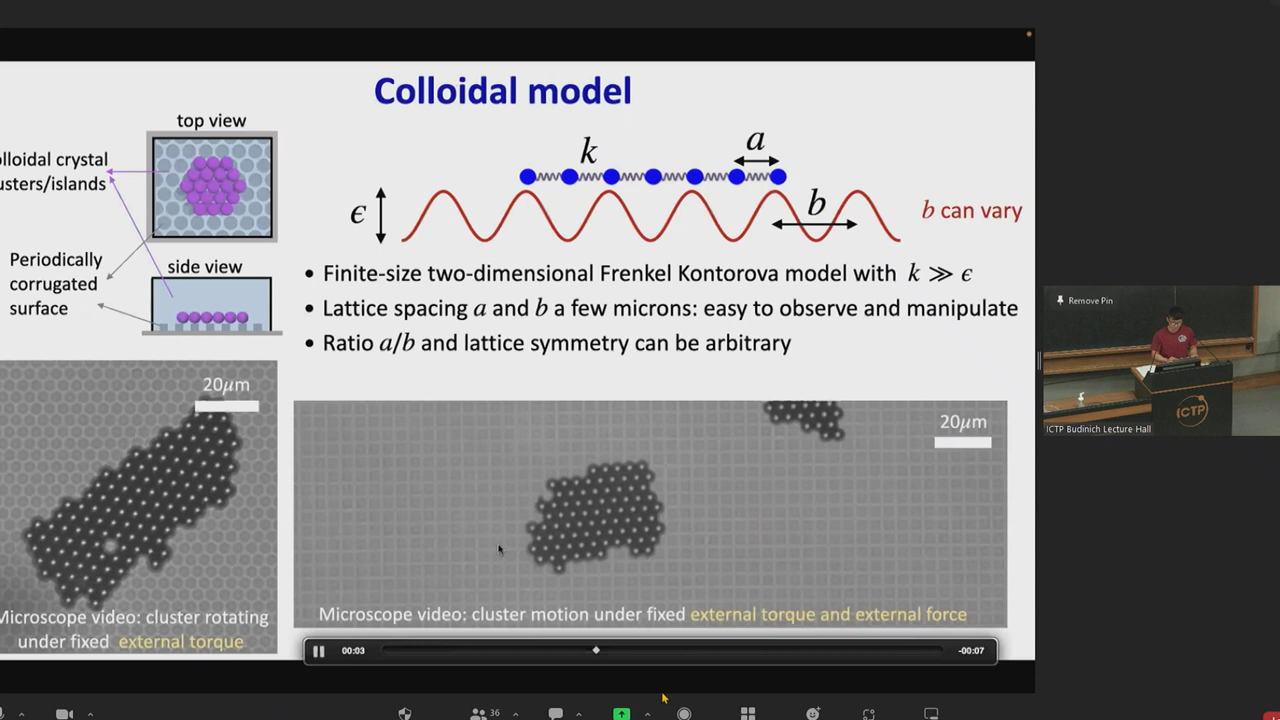 Colloidal model
top view
olloidal crystal
usters/islands
Periodically
corrugated
surface
side view
k
a
ϵ
b
b can vary
• Finite-size two-dimensional Frenkel Kontorova model with k ≫ ϵ
• Lattice spacing a and b a few microns: easy to observe and manipulate
• Ratio a/b and lattice symmetry can be arbitrary
20μm
Microscope video: cluster rotating
under fixed external torque
20μm
Microscope video: cluster motion under fixed external torque and external force
00:03
-00:07
Remove Pin
ICTP
ICTP Budinich Lecture Hall
36